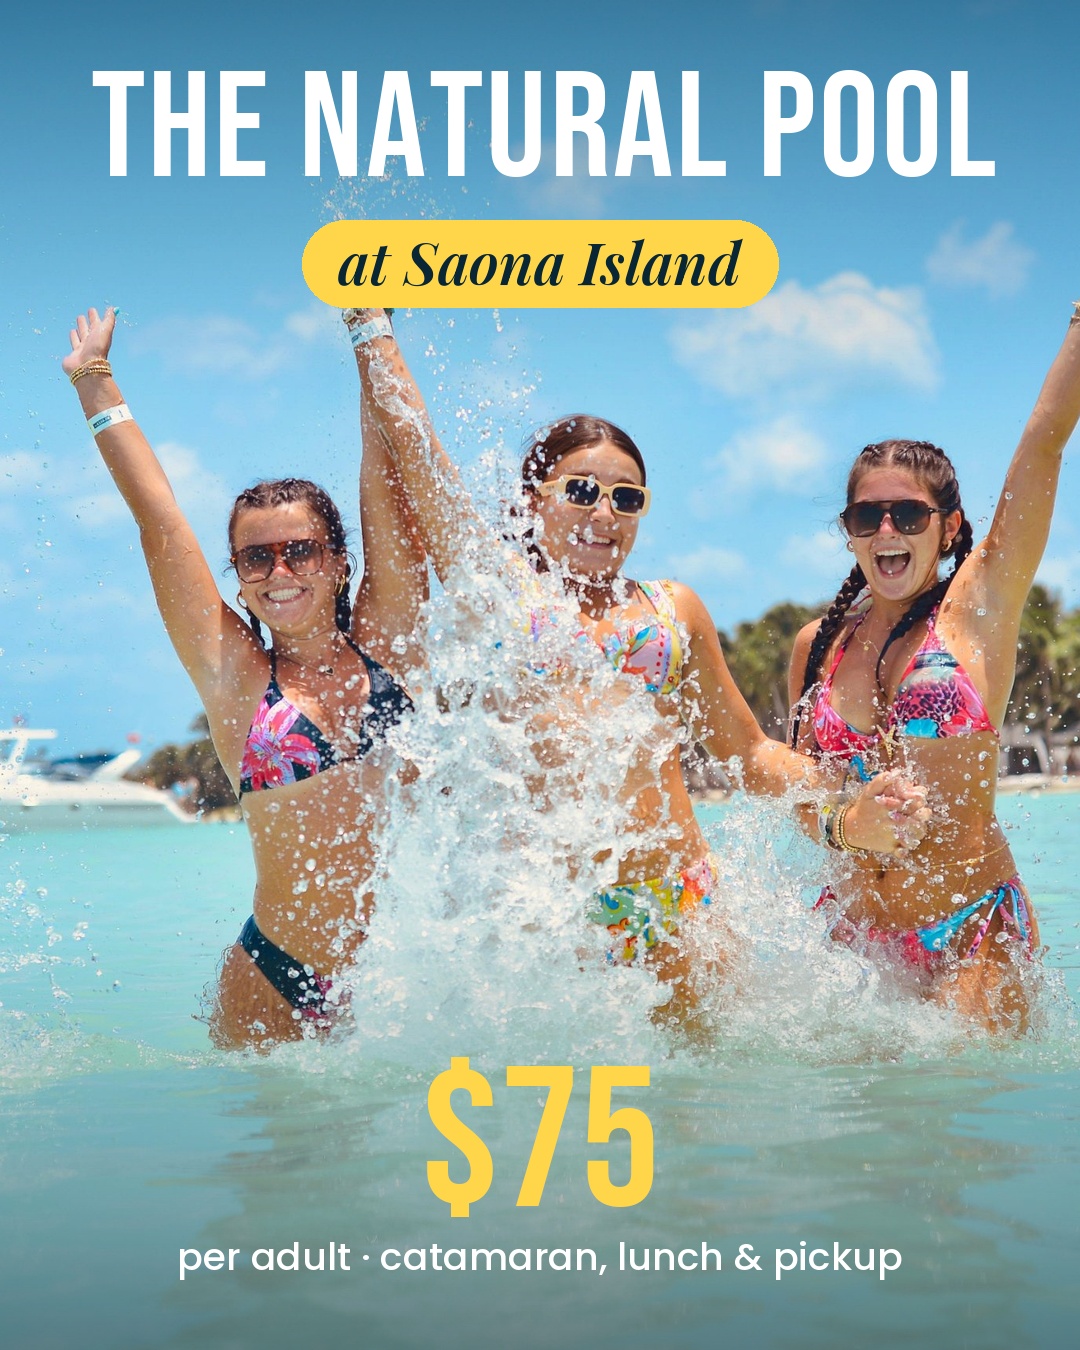 THE NATURAL POOL
at Saona Island
$75
per adult · catamaran, lunch & pickup